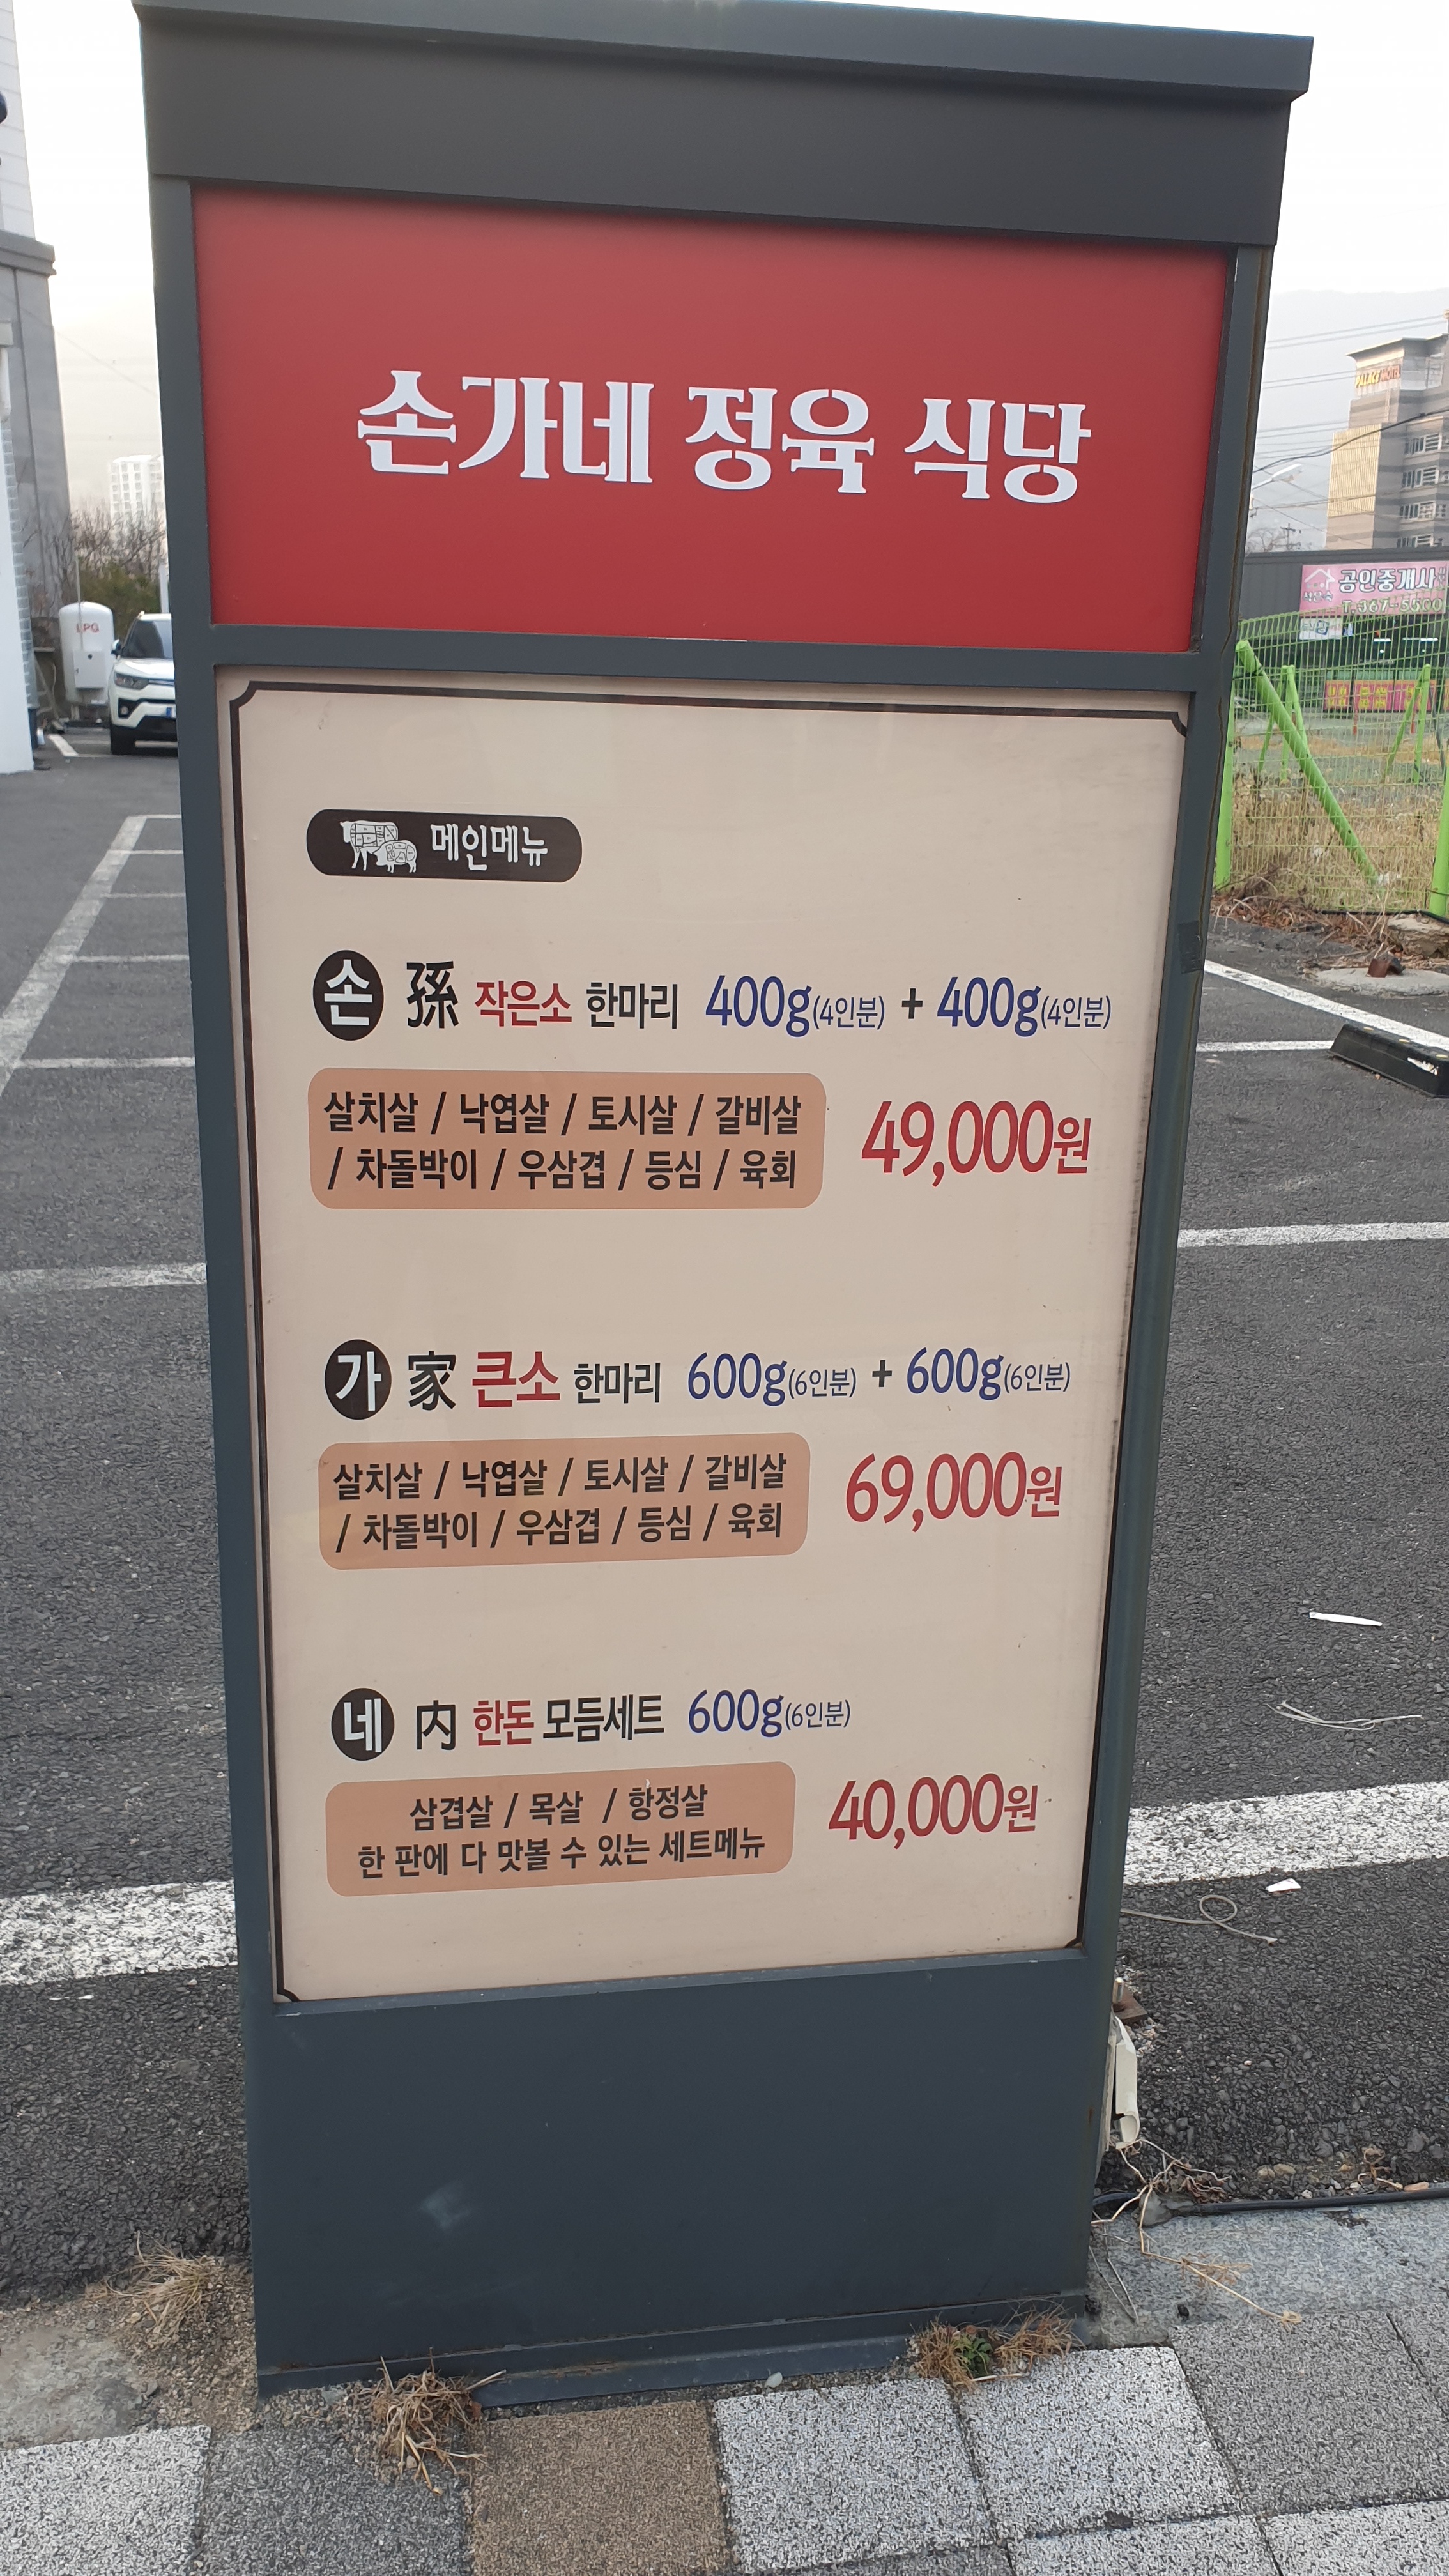 손가네 정육 식당
메인메뉴
손 孫 작은소 한마리 400g(4인분) + 400g(4인분)
살치살 / 낙엽살 / 토시살 / 갈비살
/ 차돌박이 / 우삼겹 / 등심 / 육회
49,000원
가 家 큰소 한마리 600g(6인분) + 600g(6인분)
살치살 / 낙엽살 / 토시살 / 갈비살
/ 차돌박이 / 우삼겹 / 등심 / 육회
69,000원
네 内 한돈 모듬세트 600g(6인분)
삼겹살 / 목살 / 항정살
한 판에 다 맛볼 수 있는 세트메뉴
40,000원
LPG
PALACE HOTEL
공인중개사
T.367-5500